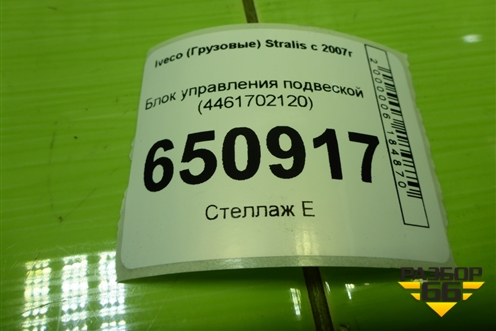 Iveco (Грузовые) Stralis с 2007г
Блок управления подвеской
(4461702120)
650917
Стеллаж Е
2000006184870
РАЗБОР
66